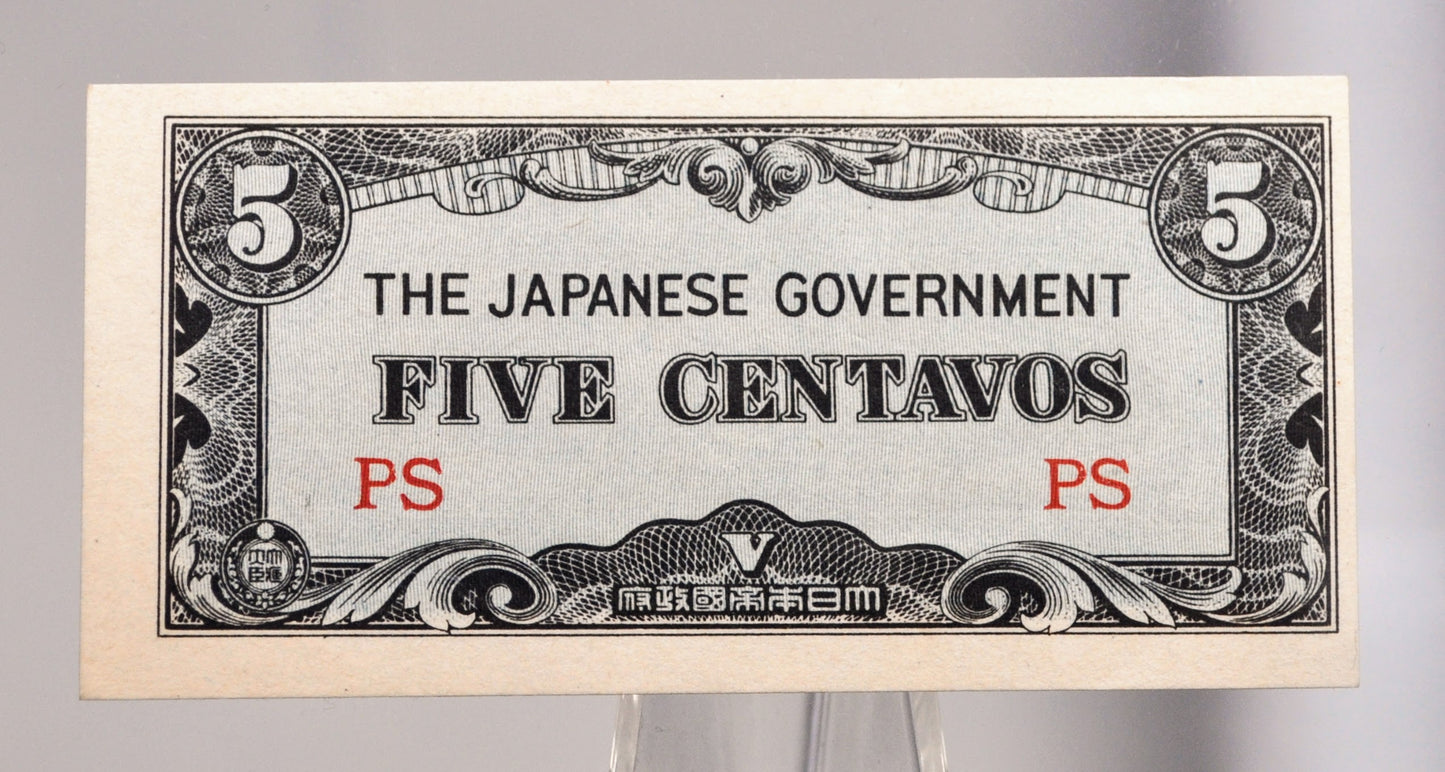 5 5
THE JAPANESE GOVERNMENT
FIVE CENTAVOS
PS PS
V
府政國帝本日大